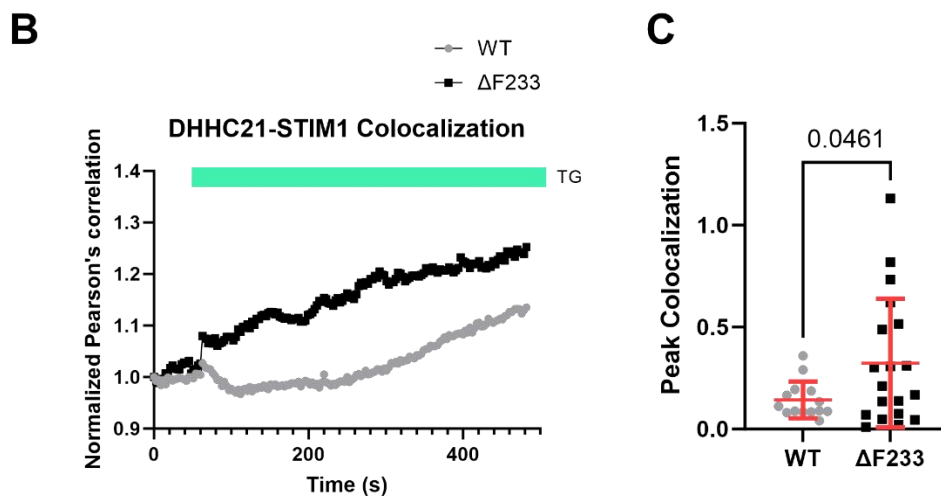 B
WT
ΔF233
DHHC21-STIM1 Colocalization
TG
Normalized Pearson's correlation
1.4
1.3
1.2
1.1
1.0
0.9
0
200
400
Time (s)
C
0.0461
Peak Colocalization
1.5
1.0
0.5
0.0
WT
ΔF233